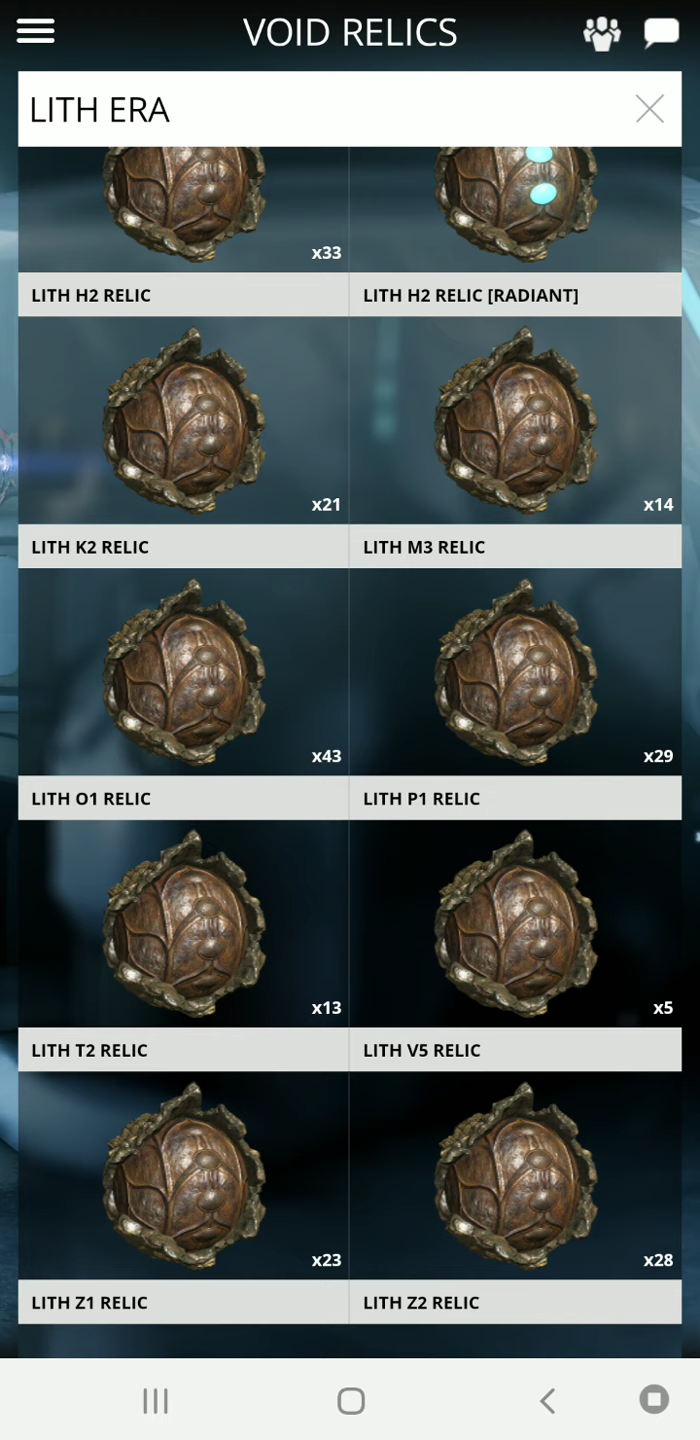 VOID RELICS
LITH ERA
x33
LITH H2 RELIC
LITH H2 RELIC [RADIANT]
x21
x14
LITH K2 RELIC
LITH M3 RELIC
x43
x29
LITH O1 RELIC
LITH P1 RELIC
x13
x5
LITH T2 RELIC
LITH V5 RELIC
x23
x28
LITH Z1 RELIC
LITH Z2 RELIC